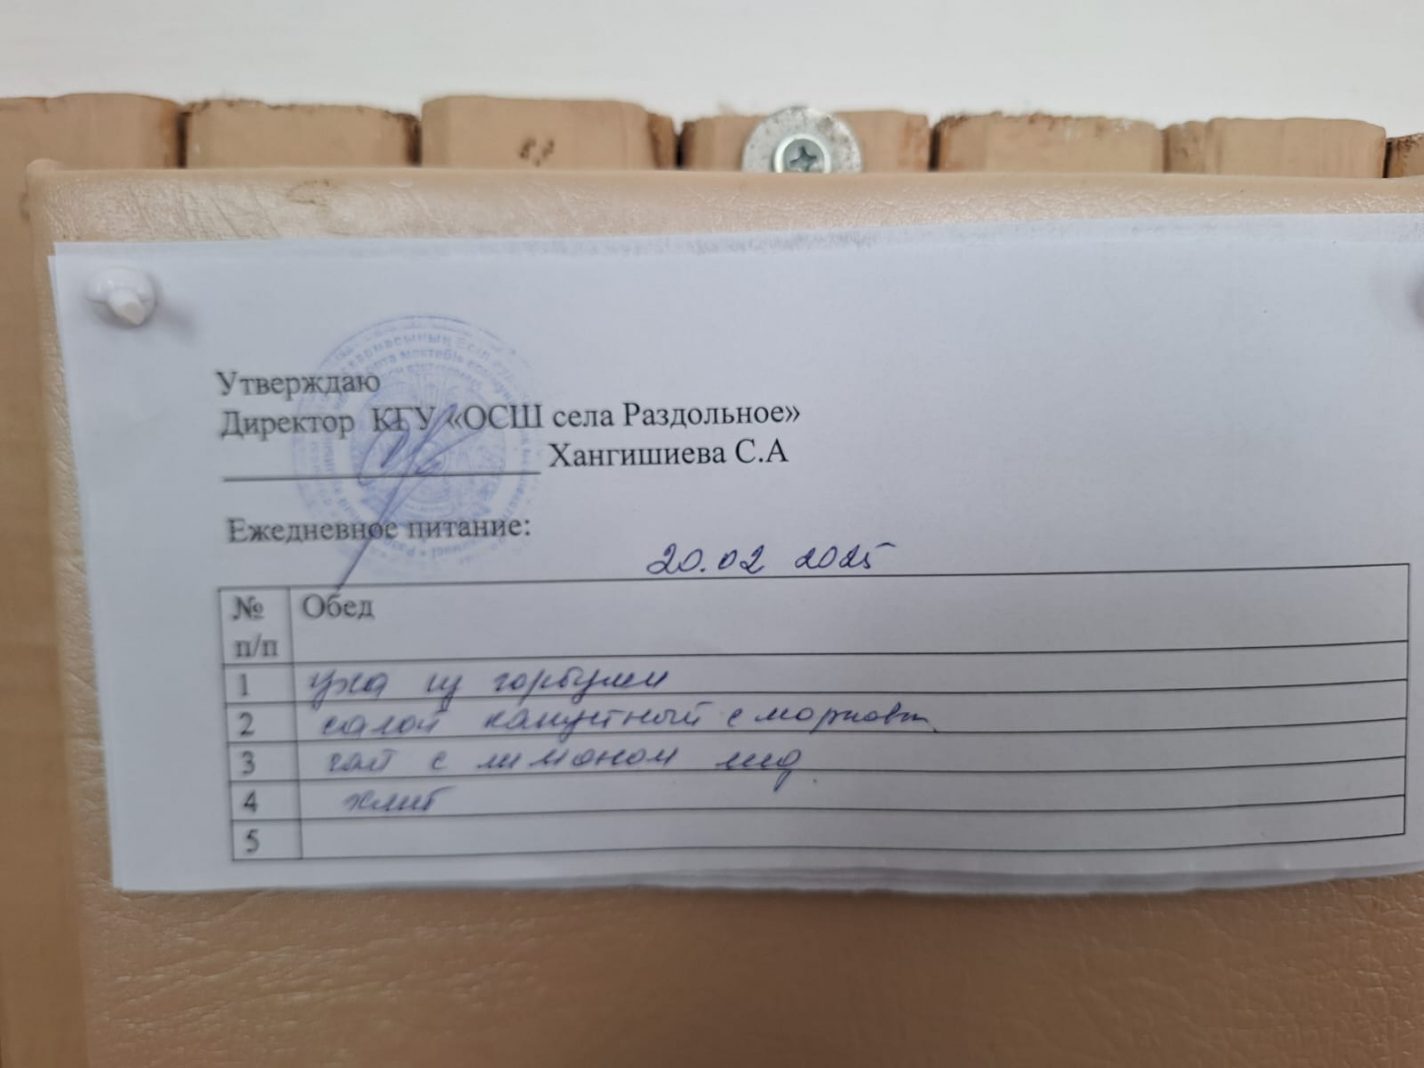 Утверждаю
Директор КГУ «ОСШ села Раздольное»
Хангишиева С.А
Ежедневное питание:
20.02 2025
№ п/п Обед
1 уха из горбуши
2 салат капустный с морковь
3 чай с лимоном
4 хлеб
5